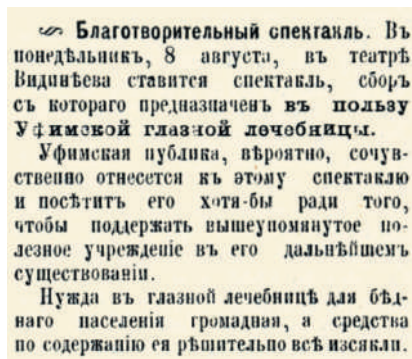 Благотворительный спектакль. Въ
понедѣльникъ, 8 августа, въ театрѣ
Видинѣева ставится спектакль, сборъ
съ котораго предназначенъ въ пользу
Уфимской глазной лечебницы.
Уфимская публика, вѣроятно, сочув-
ственно отнесется къ этому спектаклю
и посѣтитъ его хотя-бы ради того,
чтобы поддержать вышеупомянутое по-
лезное учрежденіе въ его дальнѣйшемъ
существованіи.
Нужда въ глазной лечебницѣ для бѣд-
наго населенія громадная, а средства
по содержанію ея рѣшительно всѣ изсякли.